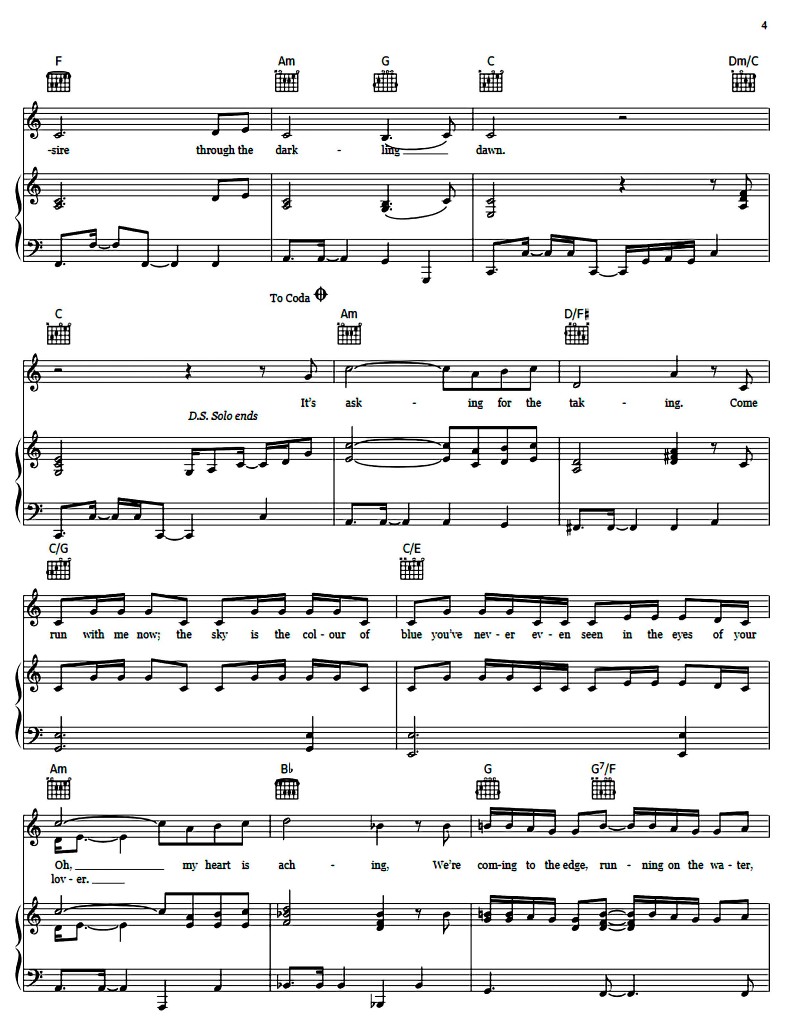 4
F Am G C Dm/C
-sire through the dark - ling dawn.
To Coda
C Am D/F♯
It's ask - ing for the tak - ing. Come
D.S. Solo ends
C/G C/E
run with me now; the sky is the col - our of blue you've nev - er ev - en seen in the eyes of your
Am B♭ G G7/F
Oh, my heart is ach - ing, We're com-ing to the edge, run - ning on the wa - ter,
lov - er.